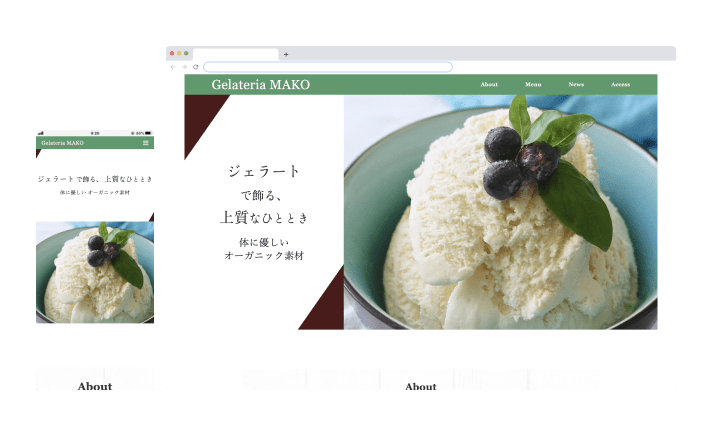 Gelateria MAKO
About Menu News Access
ジェラート
で飾る、
上質なひととき
体に優しい
オーガニック素材
About
Gelateria MAKO
ジェラートで飾る、上質なひととき
体に優しい オーガニック素材
About